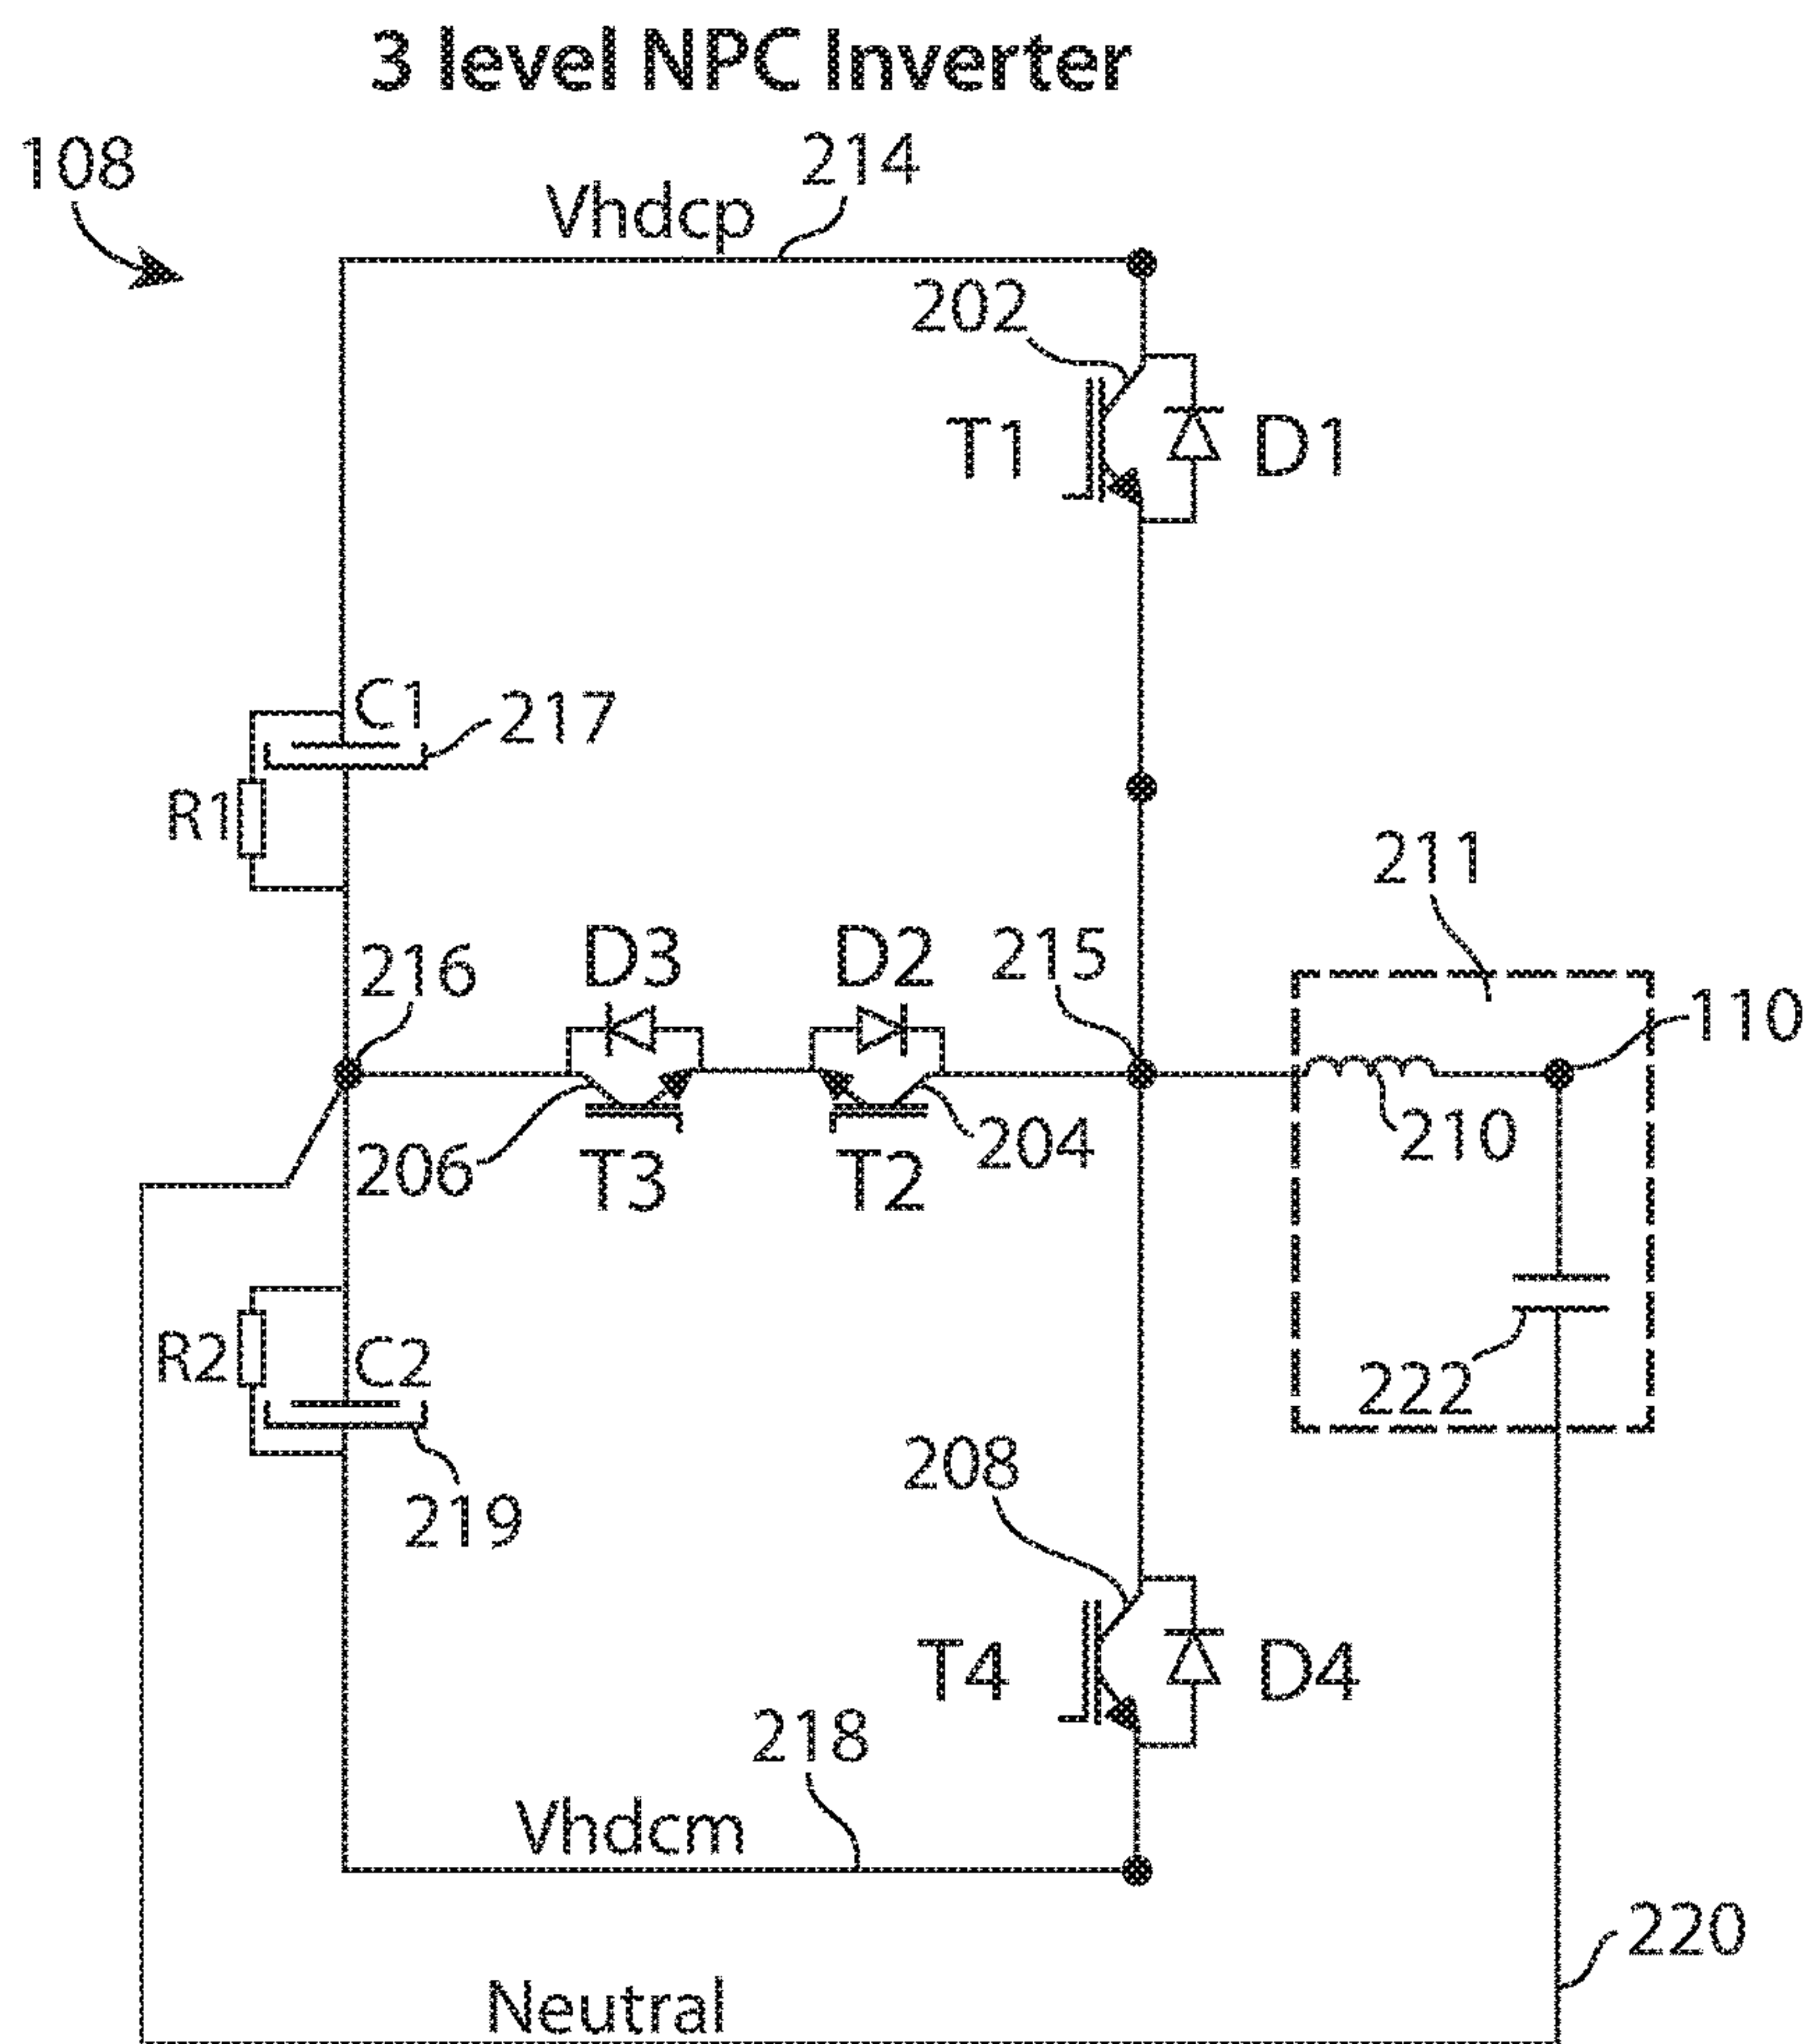 3 level NPC Inverter
108
214
Vhdcp
202
T1
D1
C1
217
R1
211
D3
D2
215
216
110
206
T3
T2
204
210
R2
C2
222
219
208
T4
D4
218
Vhdcm
220
Neutral